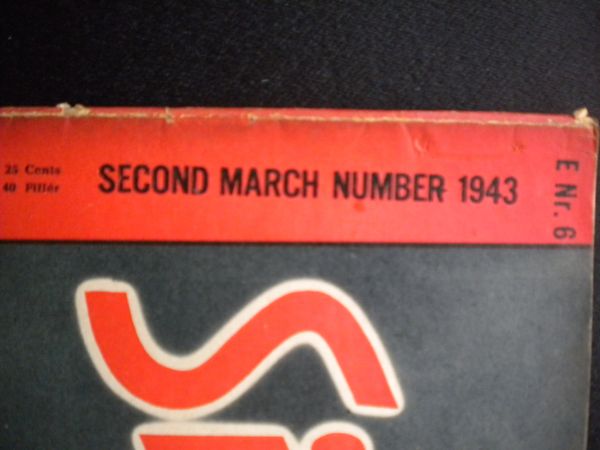 25 Cents
40 Fillér
SECOND MARCH NUMBER 1943
E Nr. 6
S